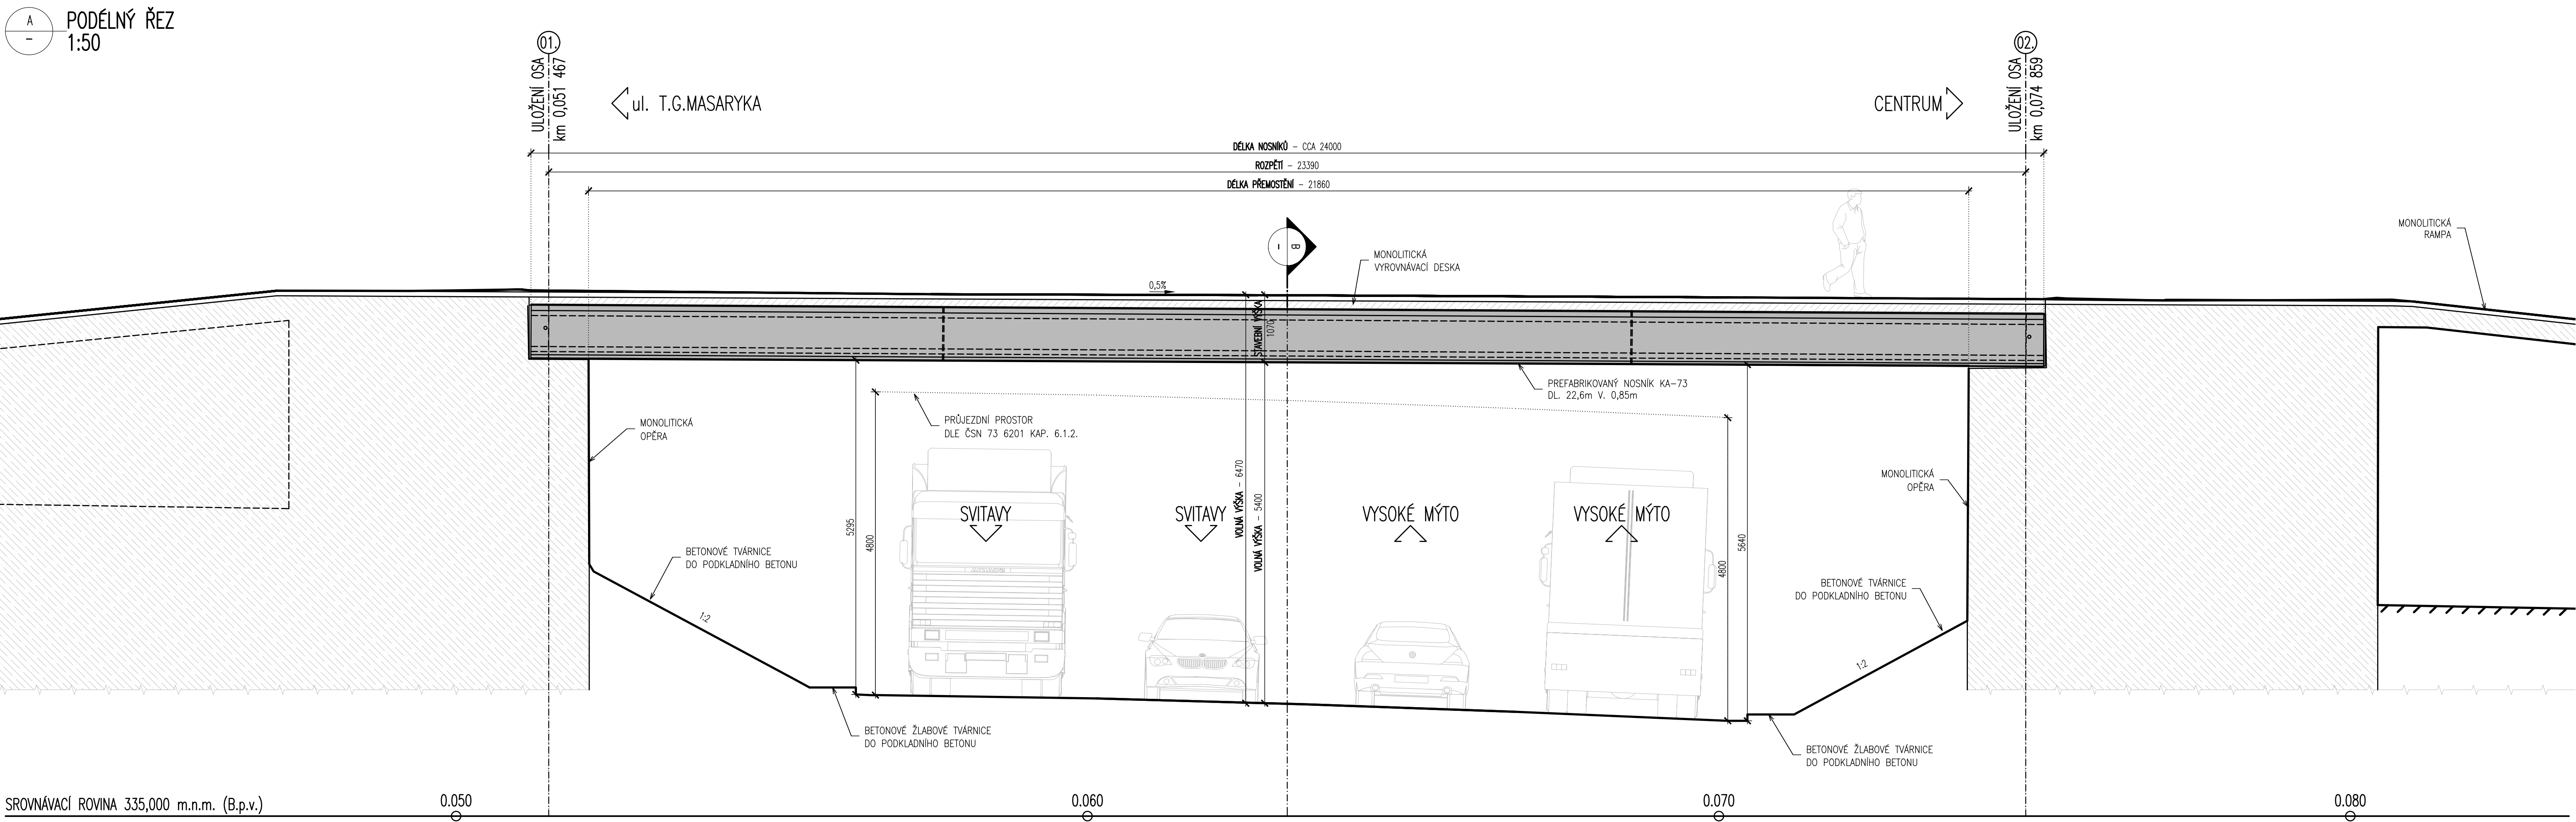 A
–
PODÉLNÝ ŘEZ
1:50
01.
ULOŽENÍ OSA
km 0,051 467
ul. T.G.MASARYKA
CENTRUM
02.
ULOŽENÍ OSA
km 0,074 859
DÉLKA NOSNÍKŮ – CCA 24000
ROZPĚTÍ – 23390
DÉLKA PŘEMOSTĚNÍ – 21860
B
–
MONOLITICKÁ
VYROVNÁVACÍ DESKA
MONOLITICKÁ
RAMPA
0,5%
STAVEBNÍ VÝŠKA
1070
PREFABRIKOVANÝ NOSNÍK KA-73
DL. 22,6m V. 0,85m
PRŮJEZDNÍ PROSTOR
DLE ČSN 73 6201 KAP. 6.1.2.
MONOLITICKÁ
OPĚRA
MONOLITICKÁ
OPĚRA
SVITAVY
SVITAVY
VYSOKÉ MÝTO
VYSOKÉ MÝTO
VOLNÁ VÝŠKA – 6470
VOLNÁ VÝŠKA – 5400
5295
4800
5640
4800
BETONOVÉ TVÁRNICE
DO PODKLADNÍHO BETONU
BETONOVÉ TVÁRNICE
DO PODKLADNÍHO BETONU
1:2
1:2
BETONOVÉ ŽLABOVÉ TVÁRNICE
DO PODKLADNÍHO BETONU
BETONOVÉ ŽLABOVÉ TVÁRNICE
DO PODKLADNÍHO BETONU
SROVNÁVACÍ ROVINA 335,000 m.n.m. (B.p.v.)
0.050
0.060
0.070
0.080